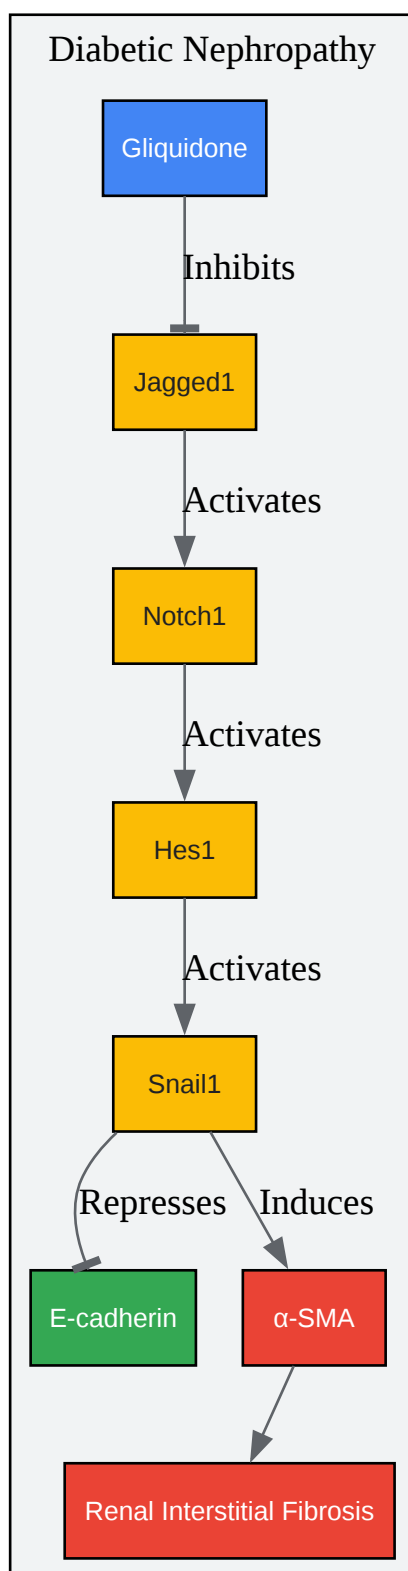 Diabetic Nephropathy
Gliquidone
Inhibits
Jagged1
Activates
Notch1
Activates
Hes1
Activates
Snail1
Represses
Induces
E-cadherin
α-SMA
Renal Interstitial Fibrosis